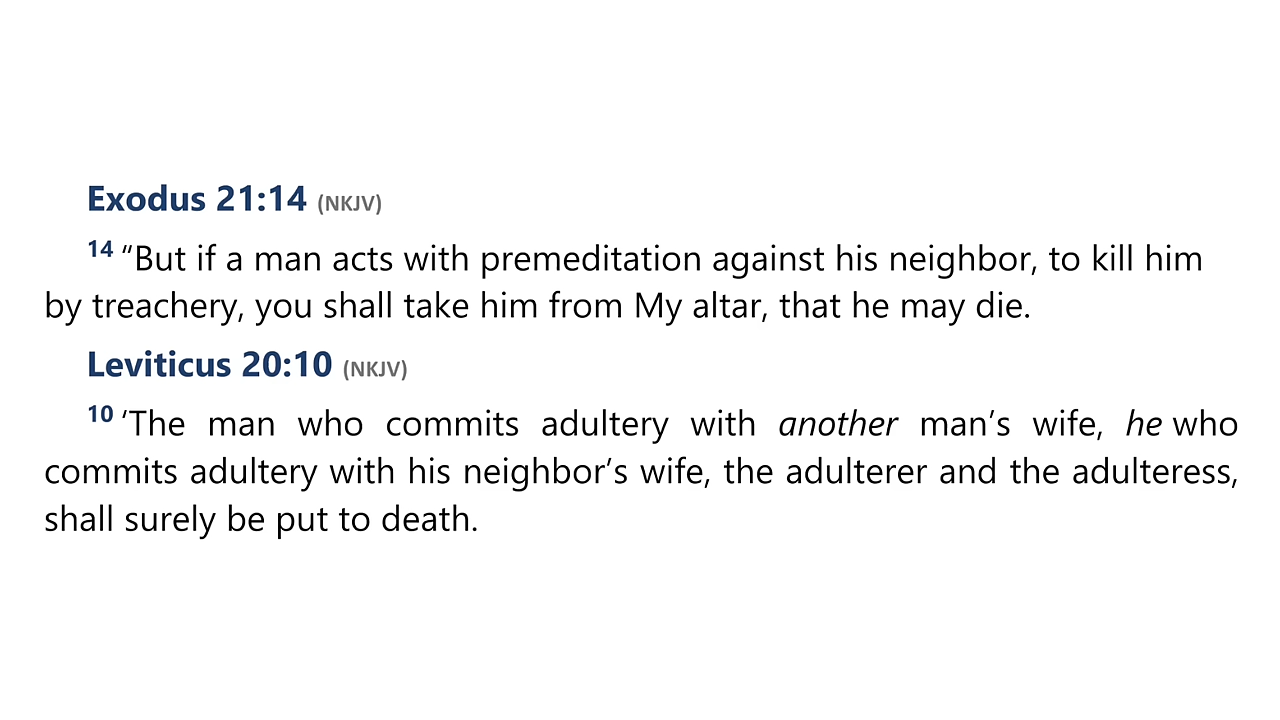 Exodus 21:14 (NKJV)
14 “But if a man acts with premeditation against his neighbor, to kill him
by treachery, you shall take him from My altar, that he may die.
Leviticus 20:10 (NKJV)
10 ‘The man who commits adultery with another man’s wife, he who
commits adultery with his neighbor’s wife, the adulterer and the adulteress,
shall surely be put to death.